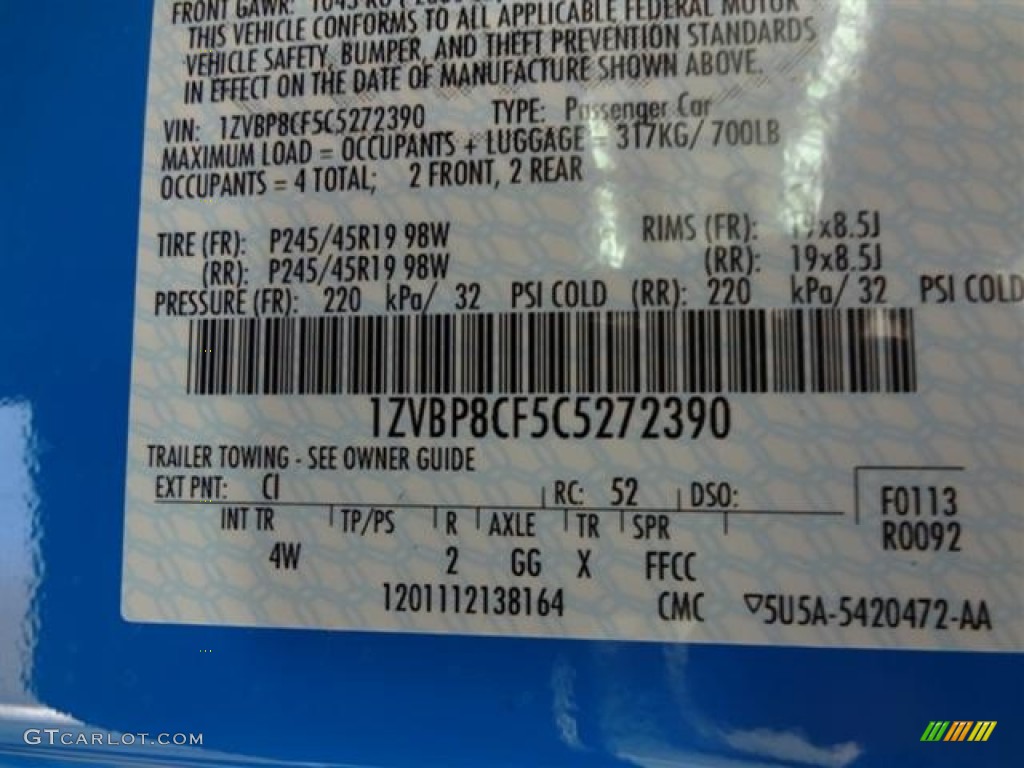 FRONT GAWR:
THIS VEHICLE CONFORMS TO ALL APPLICABLE FEDERAL MOTOR
VEHICLE SAFETY, BUMPER, AND THEFT PREVENTION STANDARDS
IN EFFECT ON THE DATE OF MANUFACTURE SHOWN ABOVE.
VIN: 1ZVBP8CF5C5272390 TYPE: Passenger Car
MAXIMUM LOAD = OCCUPANTS + LUGGAGE = 317KG/ 700LB
OCCUPANTS = 4 TOTAL; 2 FRONT, 2 REAR
TIRE (FR): P245/45R19 98W RIMS (FR): 19x8.5J
(RR): P245/45R19 98W (RR): 19x8.5J
PRESSURE (FR): 220 kPa/ 32 PSI COLD (RR): 220 kPa/ 32 PSI COLD
1ZVBP8CF5C5272390
TRAILER TOWING - SEE OWNER GUIDE
EXT PNT: CI RC: 52 DSO: F0113
R0092
INT TR TP/PS R AXLE TR SPR
4W 2 GG X FFCC
1201112138164 CMC ▽5U5A-5420472-AA
GTCARLOT.COM